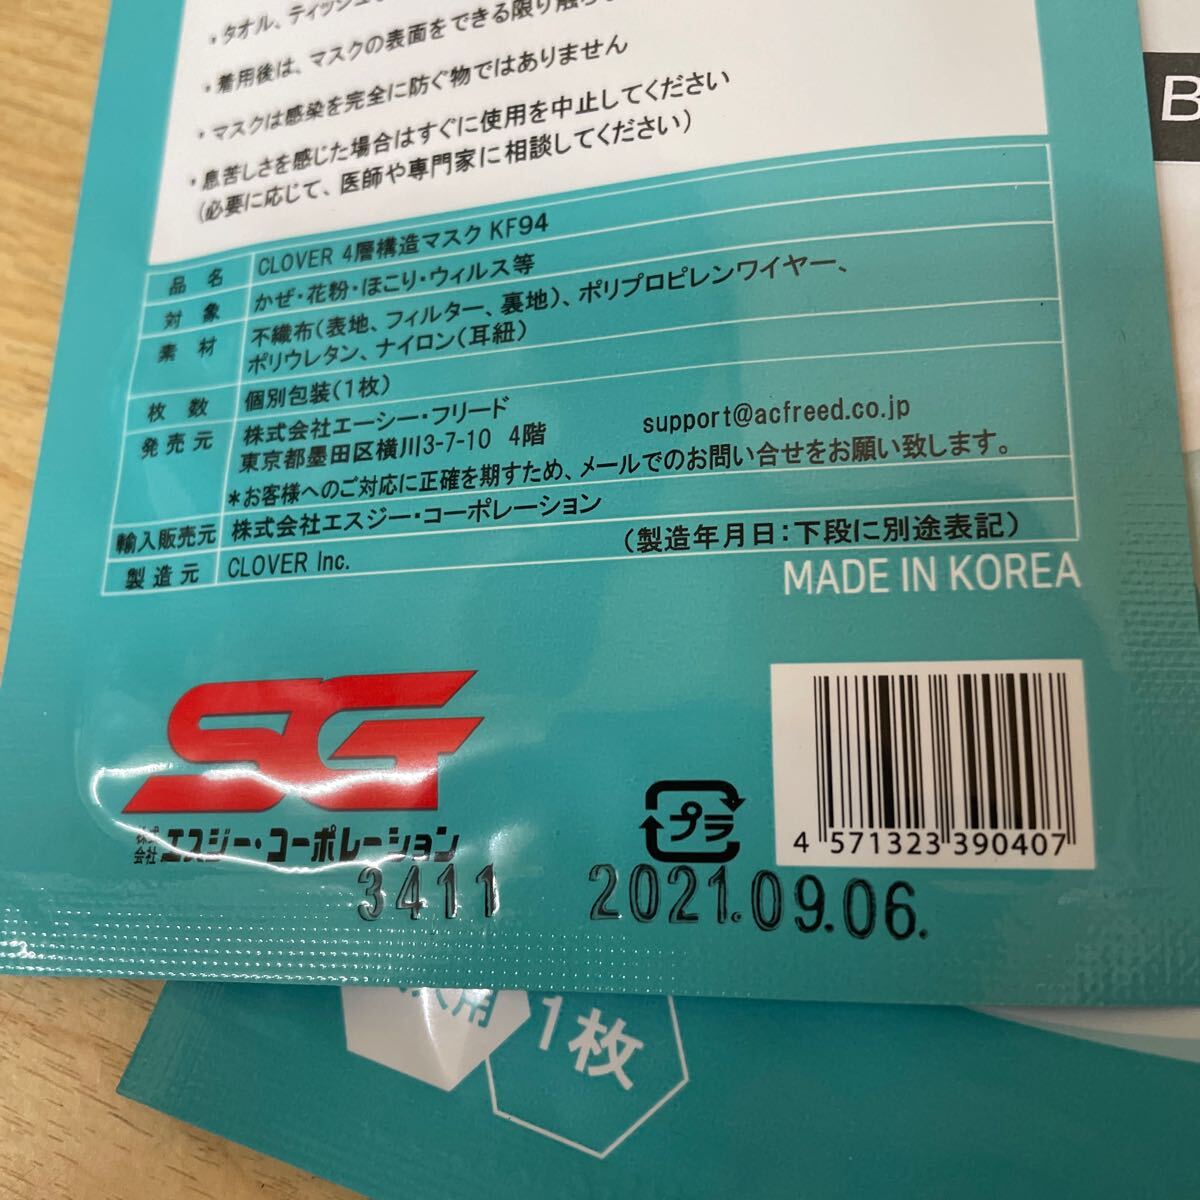 ・タオル、ティッシュ
・着用後は、マスクの表面をできる限り触ら
・マスクは感染を完全に防ぐ物ではありません
・息苦しさを感じた場合はすぐに使用を中止してください
(必要に応じて、医師や専門家に相談してください)
品名 CLOVER 4層構造マスク KF94
対象 かぜ・花粉・ほこり・ウィルス等
素材 不織布(表地、フィルター、裏地)、ポリプロピレンワイヤー、
ポリウレタン、ナイロン(耳紐)
枚数 個別包装(1枚)
発売元 株式会社エーシー・フリード
東京都墨田区横川3-7-10 4階 support@acfreed.co.jp
*お客様へのご対応に正確を期すため、メールでのお問い合せをお願い致します。
輸入販売元 株式会社エスジー・コーポレーション
製造元 CLOVER Inc. (製造年月日:下段に別途表記)
MADE IN KOREA
SG
株式会社エスジー・コーポレーション
プラ
4 571323 390407
3411 2021.09.06.
用
1枚
B